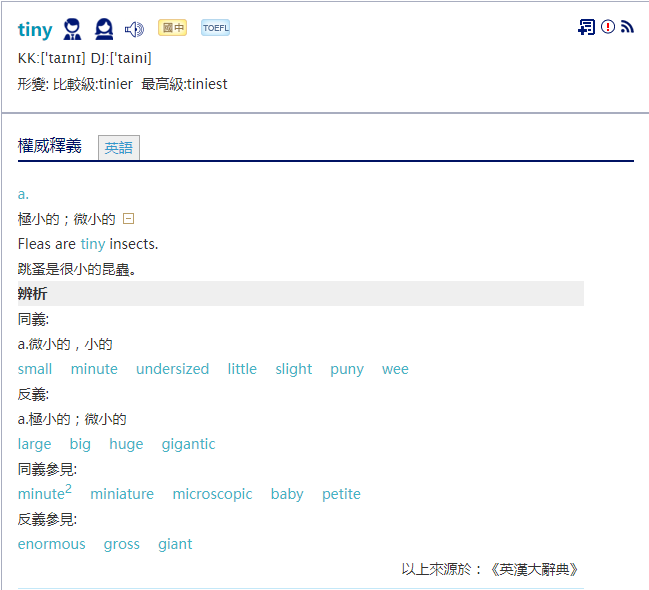 tiny 國中 TOEFL
KK:[ˈtaɪnɪ] DJ:[ˈtaini]
形變: 比較級:tinier 最高級:tiniest
權威釋義 英語
a.
極小的；微小的
Fleas are tiny insects.
跳蚤是很小的昆蟲。
辨析
同義:
a.微小的，小的
small minute undersized little slight puny wee
反義:
a.極小的；微小的
large big huge gigantic
同義參見:
minute² miniature microscopic baby petite
反義參見:
enormous gross giant
以上來源於：《英漢大辭典》